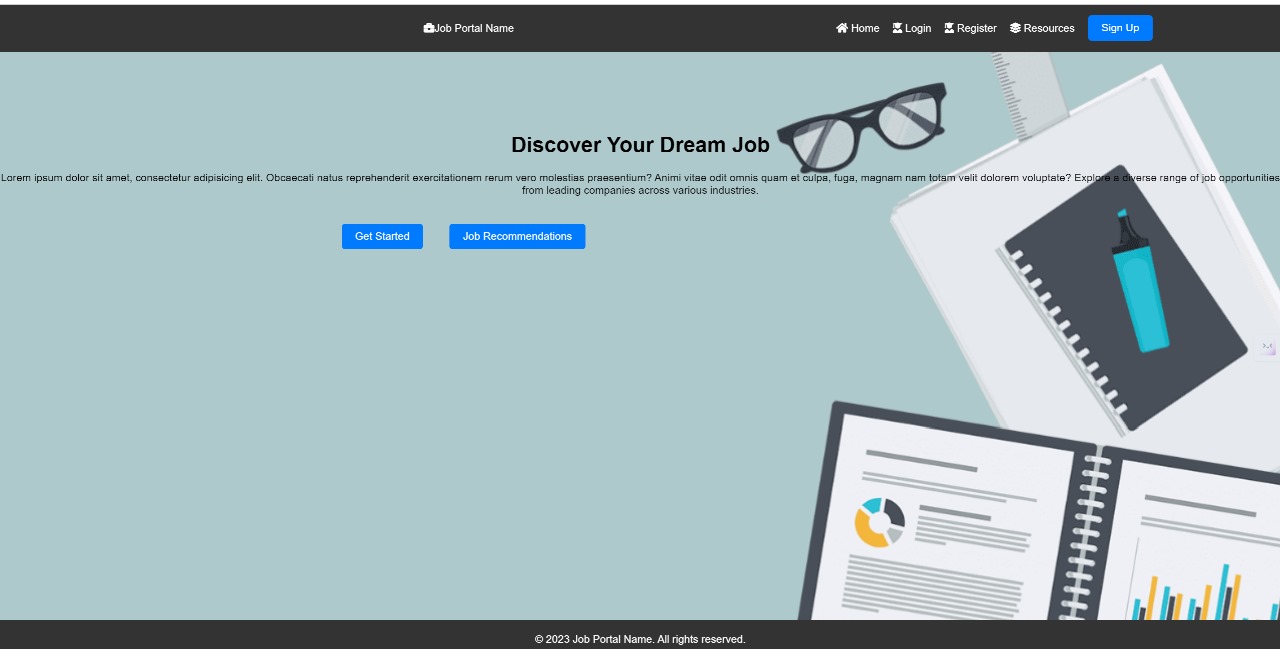 Job Portal Name
Home Login Register Resources Sign Up
Discover Your Dream Job
Lorem ipsum dolor sit amet, consectetur adipisicing elit. Obcaecati natus reprehenderit exercitationem rerum vero molestias praesentium? Animi vitae odit omnis quam et culpa, fuga, magnam nam totam velit dolorem voluptate? Explore a diverse range of job opportunities
from leading companies across various industries.
Get Started Job Recommendations
© 2023 Job Portal Name. All rights reserved.